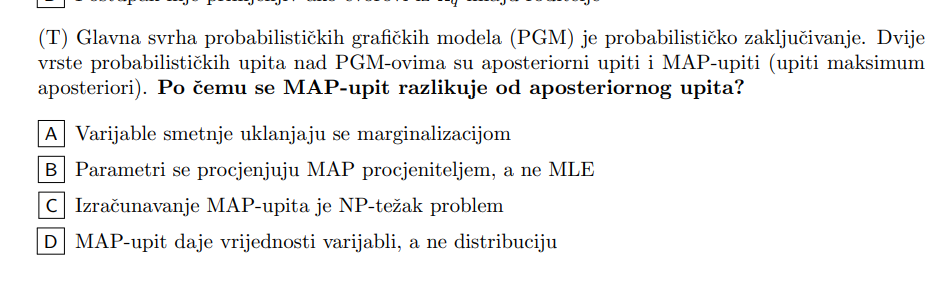 (T) Glavna svrha probabilističkih grafičkih modela (PGM) je probabilističko zaključivanje. Dvije
vrste probabilističkih upita nad PGM-ovima su aposteriorni upiti i MAP-upiti (upiti maksimum
aposteriori). Po čemu se MAP-upit razlikuje od aposteriornog upita?
A Varijable smetnje uklanjaju se marginalizacijom
B Parametri se procjenjuju MAP procjeniteljem, a ne MLE
C Izračunavanje MAP-upita je NP-težak problem
D MAP-upit daje vrijednosti varijabli, a ne distribuciju